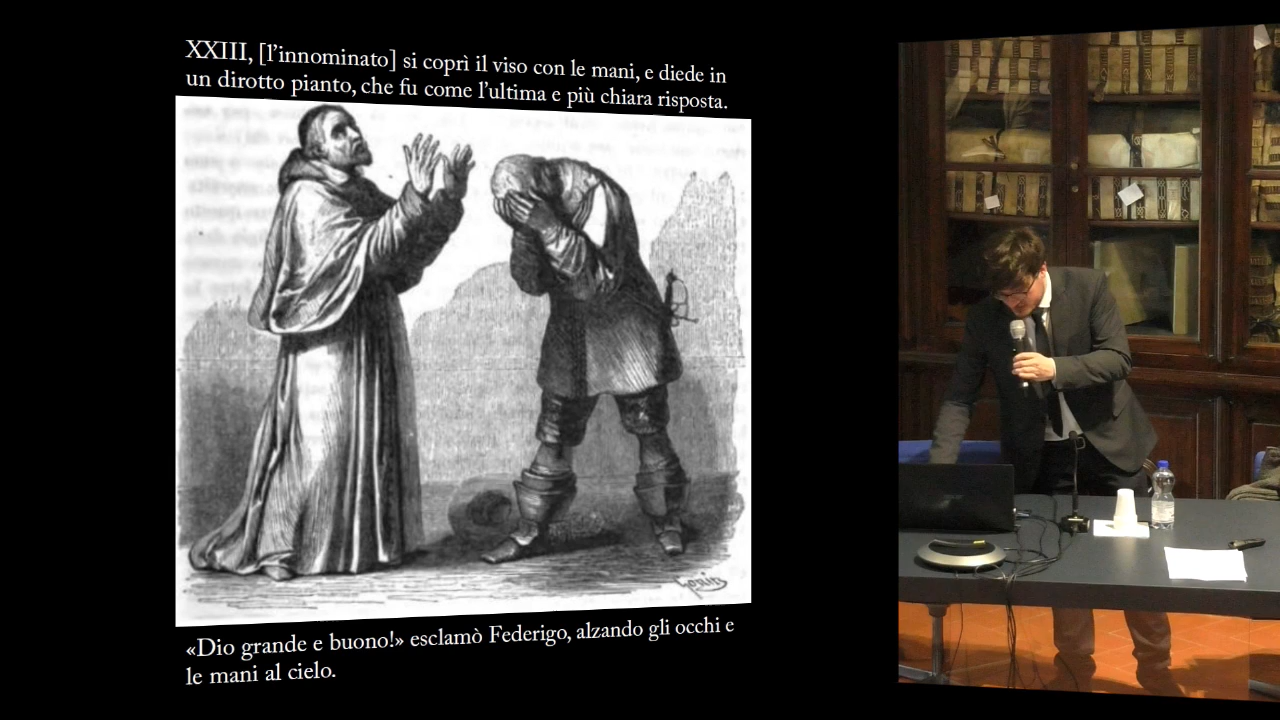 XXIII, [l'innominato] si coprì il viso con le mani, e diede in
un dirotto pianto, che fu come l'ultima e più chiara risposta.
Gonin
«Dio grande e buono!» esclamò Federigo, alzando gli occhi e
le mani al cielo.